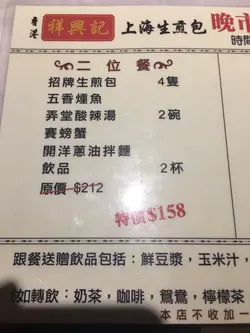 香港 祥興記 上海生煎包 晚市
時間
二位餐
招牌生煎包 4隻
五香燻魚
弄堂酸辣湯 2碗
賽螃蟹
開洋蔥油拌麵
飲品 2杯
原價 $212
特價$158
跟餐送贈飲品包括：鮮豆漿，玉米汁，
如轉飲：奶茶，咖啡，鴛鴦，檸檬茶
本店不收加一